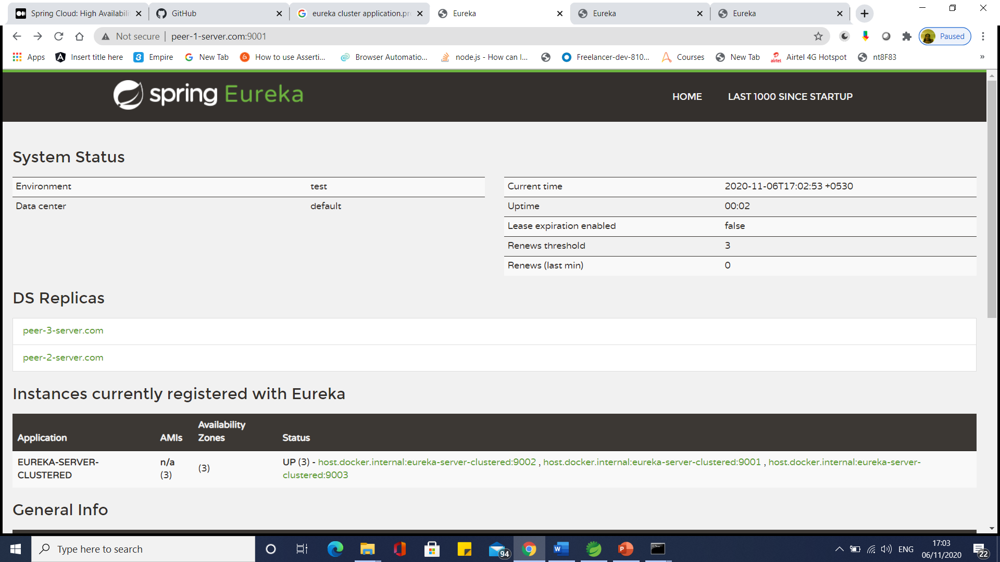 Spring Cloud: High Availabili
GitHub
eureka cluster application.pro
Eureka
Eureka
Eureka
Not secure | peer-1-server.com:9001
Paused
Apps
Insert title here
Empire
New Tab
How to use Asserti...
Browser Automatio...
node.js - How can I...
Freelancer-dev-810...
Courses
New Tab
airtel
Airtel 4G Hotspot
nt8F83
»
spring Eureka
HOME
LAST 1000 SINCE STARTUP
System Status
Environment test
Data center default
Current time 2020-11-06T17:02:53 +0530
Uptime 00:02
Lease expiration enabled false
Renews threshold 3
Renews (last min) 0
DS Replicas
peer-3-server.com
peer-2-server.com
Instances currently registered with Eureka
Application AMIs Availability Zones Status
EUREKA-SERVER-CLUSTERED n/a (3) (3) UP (3) - host.docker.internal:eureka-server-clustered:9002 , host.docker.internal:eureka-server-clustered:9001 , host.docker.internal:eureka-server-
clustered:9003
General Info
Type here to search
94
ENG
17:03
06/11/2020
22